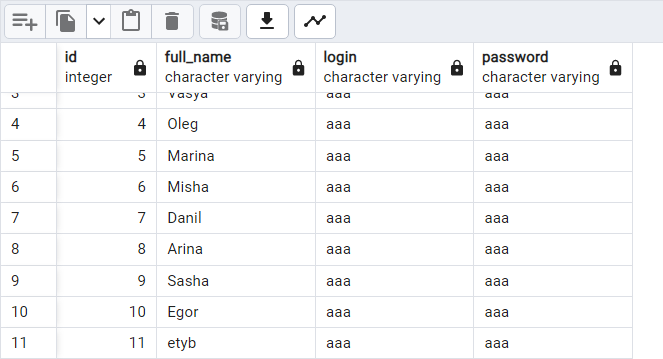 id full_name login password
integer character varying character varying character varying
3 3 Vasya aaa aaa
4 4 Oleg aaa aaa
5 5 Marina aaa aaa
6 6 Misha aaa aaa
7 7 Danil aaa aaa
8 8 Arina aaa aaa
9 9 Sasha aaa aaa
10 10 Egor aaa aaa
11 11 etyb aaa aaa